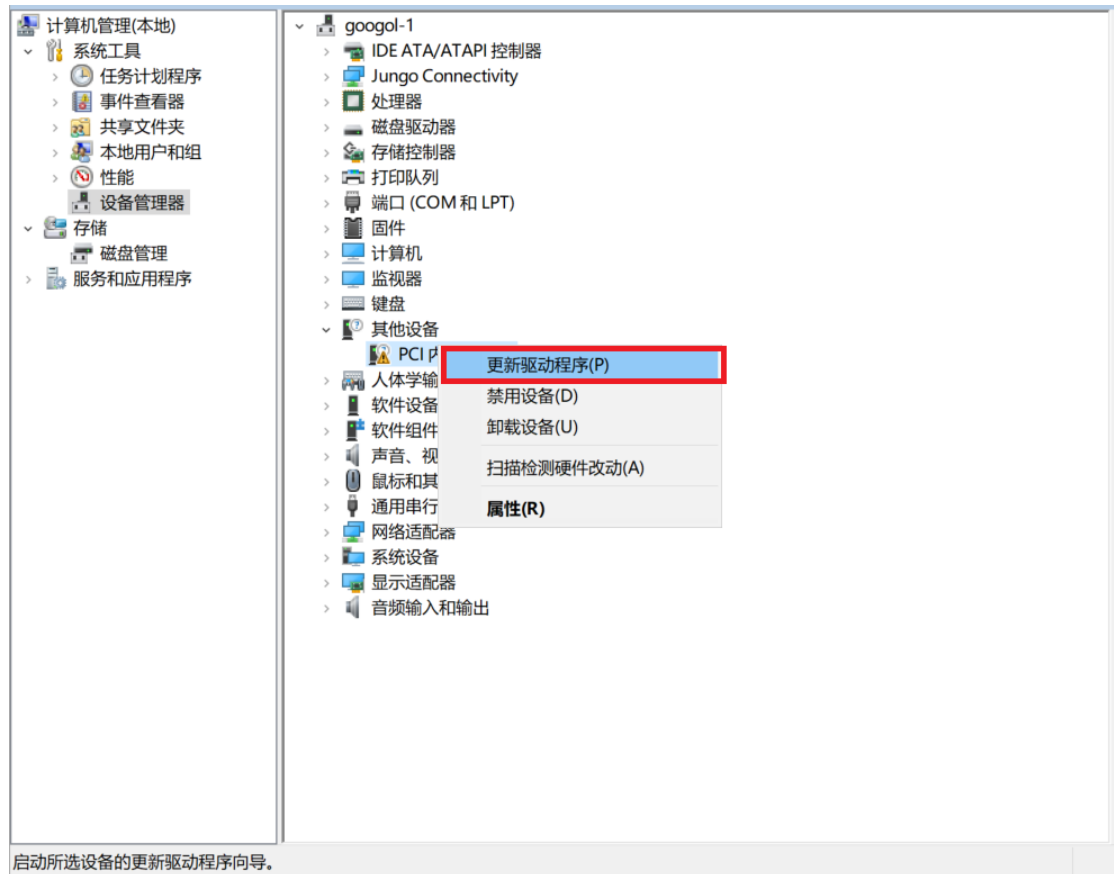 计算机管理(本地)
系统工具
任务计划程序
事件查看器
共享文件夹
本地用户和组
性能
设备管理器
存储
磁盘管理
服务和应用程序
googol-1
IDE ATA/ATAPI 控制器
Jungo Connectivity
处理器
磁盘驱动器
存储控制器
打印队列
端口 (COM 和 LPT)
固件
计算机
监视器
键盘
其他设备
PCI
人体学输
软件设备
软件组件
声音、视
鼠标和其
通用串行
网络适配器
系统设备
显示适配器
音频输入和输出
更新驱动程序(P)
禁用设备(D)
卸载设备(U)
扫描检测硬件改动(A)
属性(R)
启动所选设备的更新驱动程序向导。